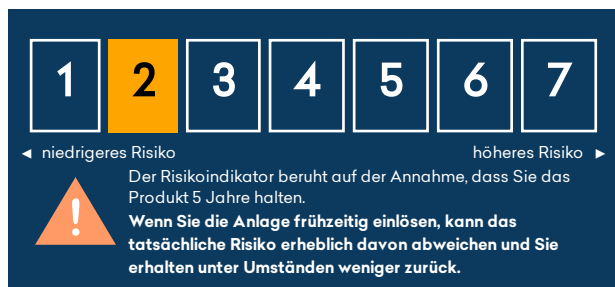 1 2 3 4 5 6 7
◄ niedrigeres Risiko höheres Risiko ►
Der Risikoindikator beruht auf der Annahme, dass Sie das
Produkt 5 Jahre halten.
Wenn Sie die Anlage frühzeitig einlösen, kann das
tatsächliche Risiko erheblich davon abweichen und Sie
erhalten unter Umständen weniger zurück.